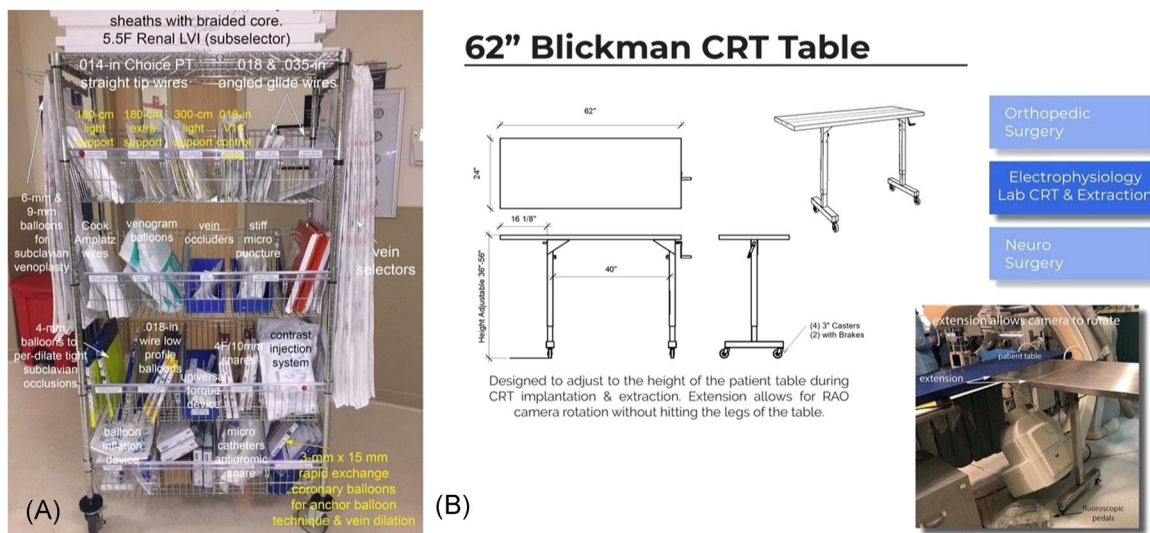 sheaths with braided core.
5.5F Renal LVI (subselector)
.014-in Choice PT
straight tip wires
.018 & .035-in
angled glide wires
180-cm
light
support
180-cm
extra
support
300-cm
light
support
.018-in
V18
control
6-mm &
9-mm
balloons
for
subclavian
venoplasty
Cook
Amplatz
wires
venogram
balloons
vein
occluders
stiff
micro
puncture
vein
selectors
4-mm
balloons to
per-dilate tight
subclavian
occlusions.
.018-in
wire low
profile
balloons
universal
torque
device
4F/10mm
snare
contrast
injection
system
balloon
inflation
device
micro
catheters
antidromic
snare
3-mm x 15 mm
rapid exchange
coronary balloons
for anchor balloon
technique & vein dilation
(A)
(B)
62” Blickman CRT Table
62"
24"
16 1/8"
40"
Height Adjustable 36"-56"
(4) 3" Casters
(2) with Brakes
Designed to adjust to the height of the patient table during
CRT implantation & extraction. Extension allows for RAO
camera rotation without hitting the legs of the table.
Orthopedic
Surgery
Electrophysiology
Lab CRT & Extraction
Neuro
Surgery
extension allows camera to rotate
patient table
extension
fluoroscopic
pedals